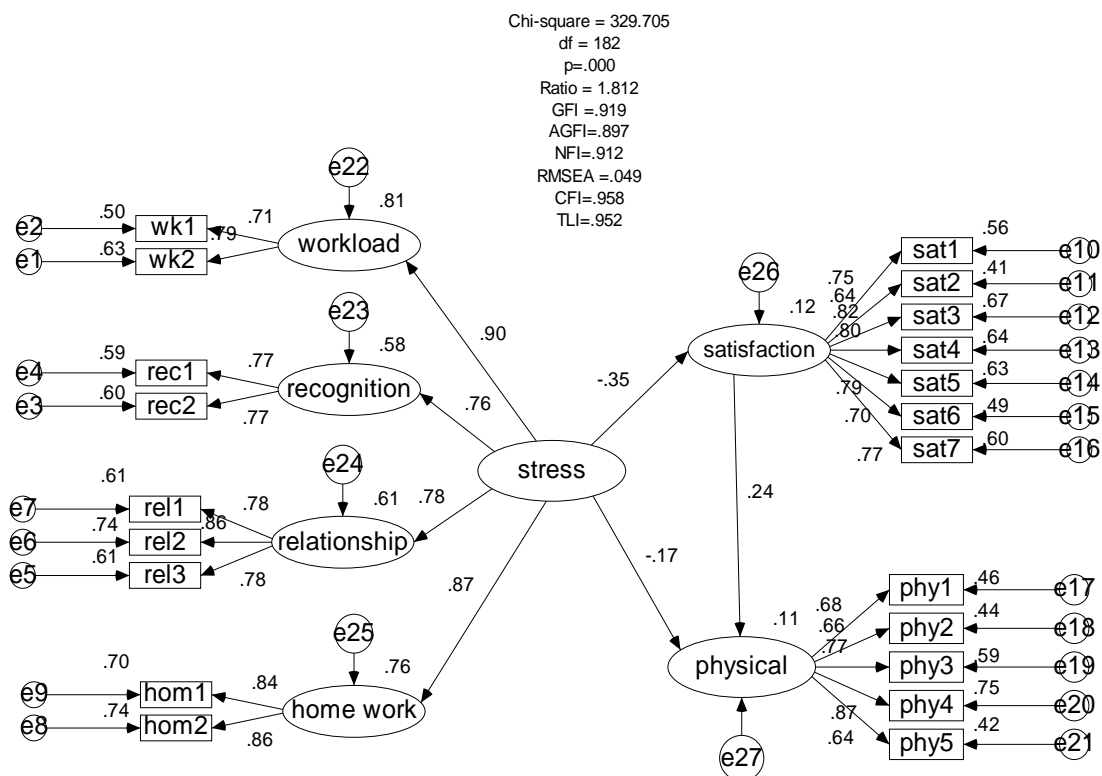 Chi-square = 329.705
df = 182
p=.000
Ratio = 1.812
GFI =.919
AGFI=.897
NFI=.912
RMSEA =.049
CFI=.958
TLI=.952
e22
.81
workload
.50
e2
wk1
.71
.79
.63
e1
wk2
e23
.58
recognition
.59
e4
rec1
.77
.60
e3
rec2
.77
e24
.61
relationship
.61
e7
rel1
.78
.74
e6
rel2
.86
.61
e5
rel3
.78
e25
.76
home work
.70
e9
hom1
.84
.74
e8
hom2
.86
stress
.90
.76
.78
.87
-.35
-.17
.24
e26
.12
satisfaction
.75
sat1
.56
e10
.64
sat2
.41
e11
.82
sat3
.67
e12
.80
sat4
.64
e13
.79
sat5
.63
e14
.70
sat6
.49
e15
.77
sat7
.60
e16
.11
physical
e27
.68
phy1
.46
e17
.66
phy2
.44
e18
.77
phy3
.59
e19
.87
phy4
.75
e20
.64
phy5
.42
e21